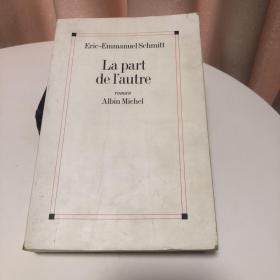 Eric-Emmanuel Schmitt
La part
de l'autre
roman
Albin Michel